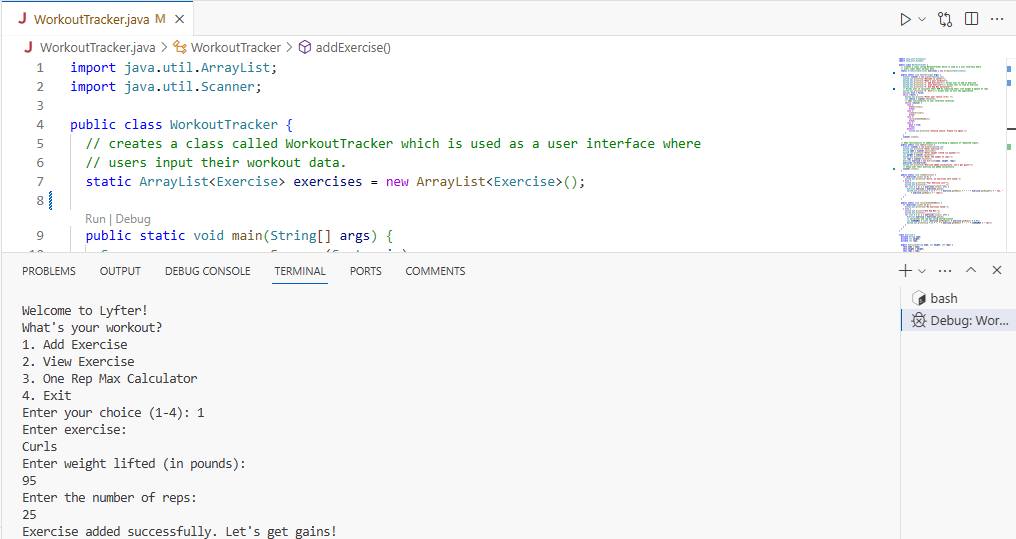 J WorkoutTracker.java M ×
J WorkoutTracker.java > WorkoutTracker > addExercise()
1 import java.util.ArrayList;
2 import java.util.Scanner;
3
4 public class WorkoutTracker {
5 // creates a class called WorkoutTracker which is used as a user interface where
6 // users input their workout data.
7 static ArrayList<Exercise> exercises = new ArrayList<Exercise>();
8
Run | Debug
9 public static void main(String[] args) {
PROBLEMS OUTPUT DEBUG CONSOLE TERMINAL PORTS COMMENTS
Welcome to Lyfter!
What's your workout?
1. Add Exercise
2. View Exercise
3. One Rep Max Calculator
4. Exit
Enter your choice (1-4): 1
Enter exercise:
Curls
Enter weight lifted (in pounds):
95
Enter the number of reps:
25
Exercise added successfully. Let's get gains!
bash
Debug: Wor...